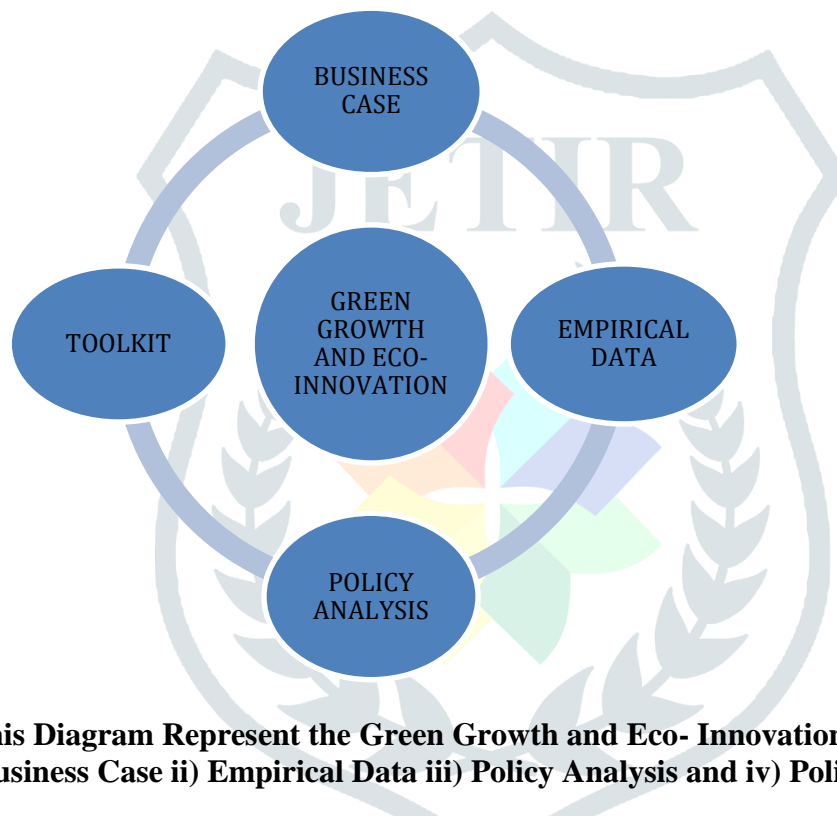 JETIR
BUSINESS
CASE
GREEN
GROWTH
AND ECO-
INNOVATION
TOOLKIT
EMPIRICAL
DATA
POLICY
ANALYSIS
is Diagram Represent the Green Growth and Eco- Innovation
usiness Case ii) Empirical Data iii) Policy Analysis and iv) Poli